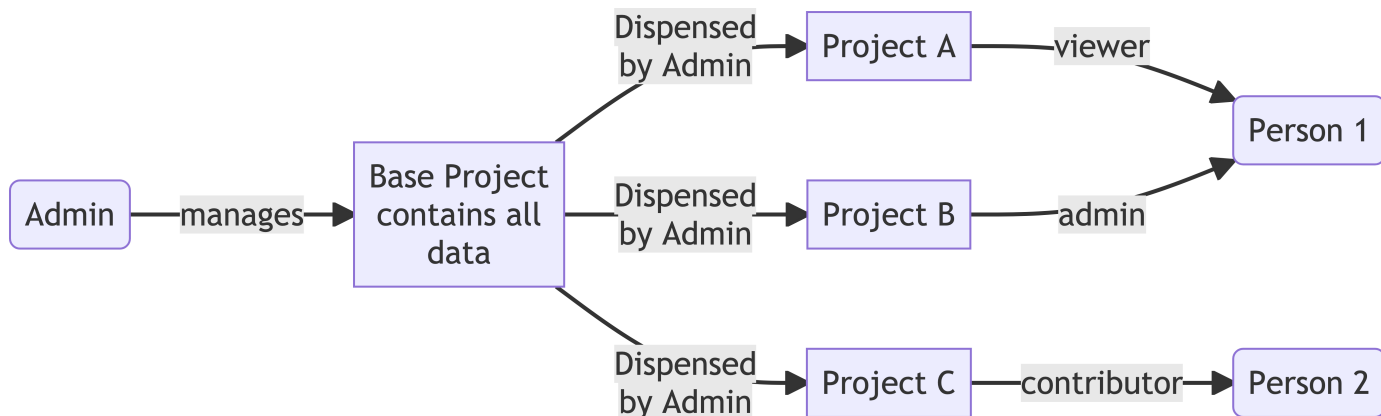 Admin
manages
Base Project
contains all
data
Dispensed
by Admin
Project A
viewer
Person 1
Dispensed
by Admin
Project B
admin
Dispensed
by Admin
Project C
contributor
Person 2